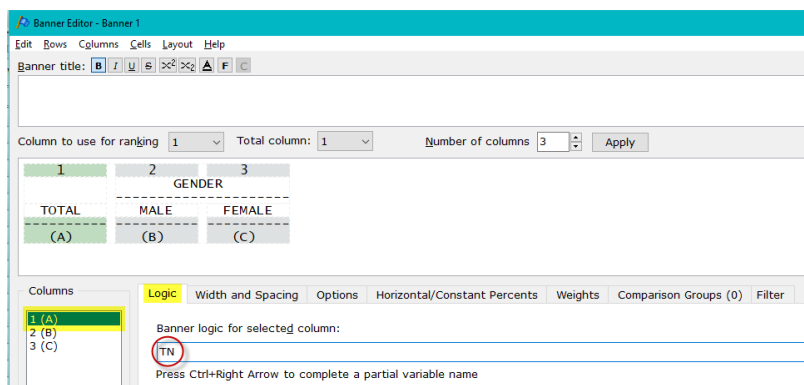 Banner Editor - Banner 1
Edit Rows Columns Cells Layout Help
Banner title: B I U S X² X₂ A F C
Column to use for ranking 1 Total column: 1 Number of columns 3 Apply
1 2 3
GENDER
TOTAL MALE FEMALE
(A) (B) (C)
Columns Logic Width and Spacing Options Horizontal/Constant Percents Weights Comparison Groups (0) Filter
1 (A)
2 (B)
3 (C)
Banner logic for selected column:
TN
Press Ctrl+Right Arrow to complete a partial variable name